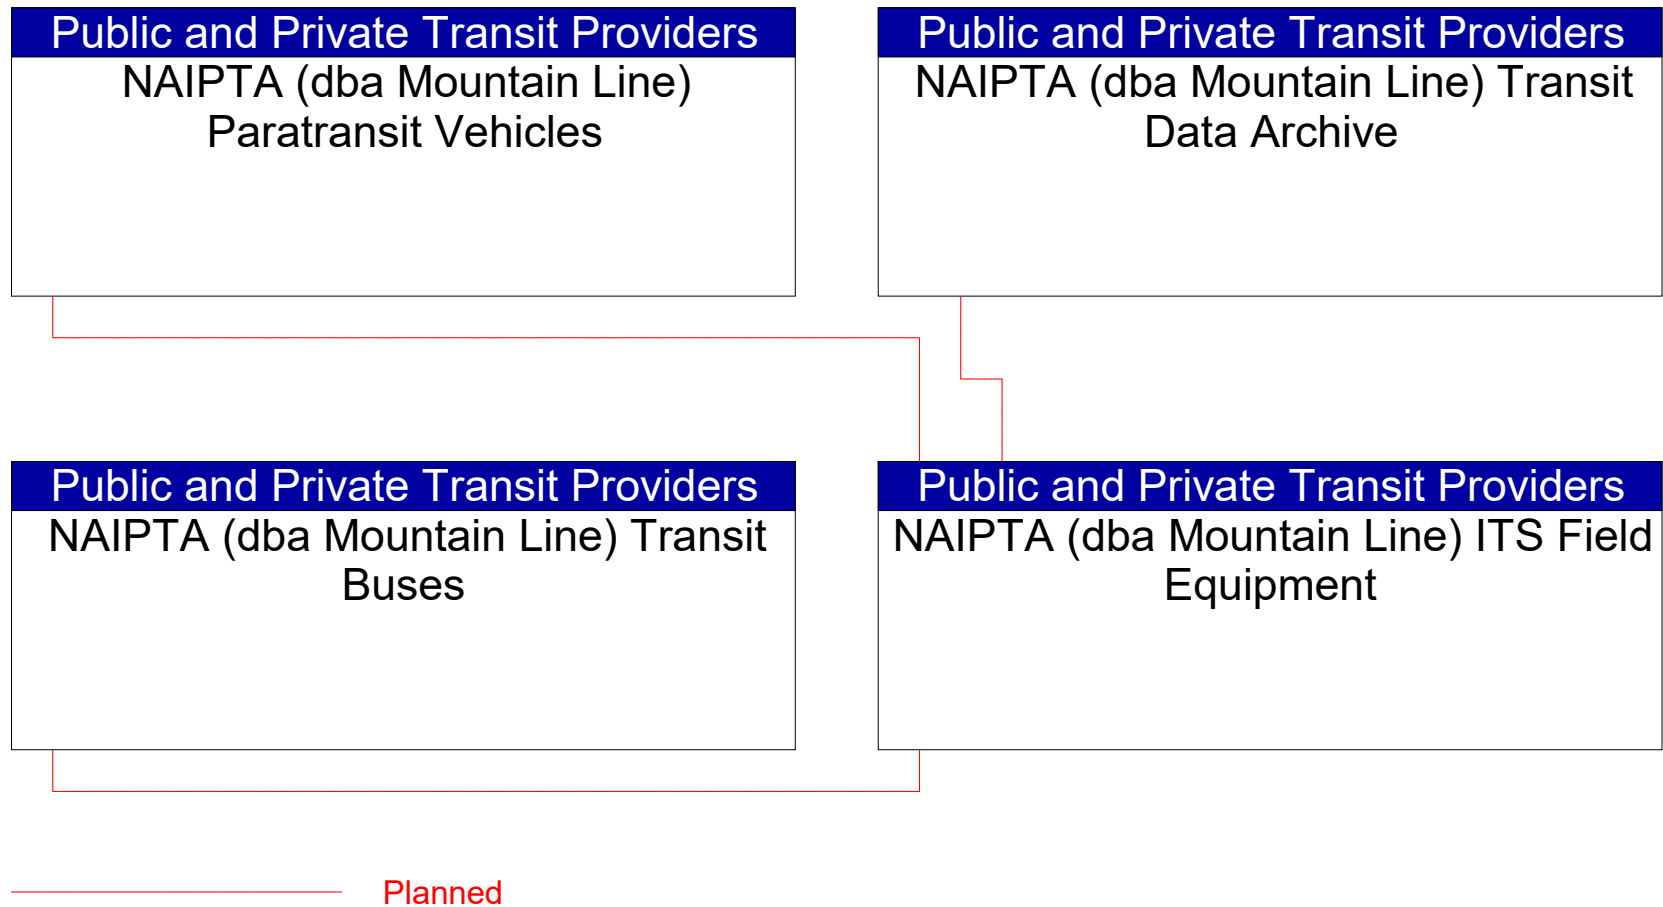 Public and Private Transit Providers
NAIPTA (dba Mountain Line)
Paratransit Vehicles
Public and Private Transit Providers
NAIPTA (dba Mountain Line) Transit
Data Archive
Public and Private Transit Providers
NAIPTA (dba Mountain Line) Transit
Buses
Public and Private Transit Providers
NAIPTA (dba Mountain Line) ITS Field
Equipment
Planned